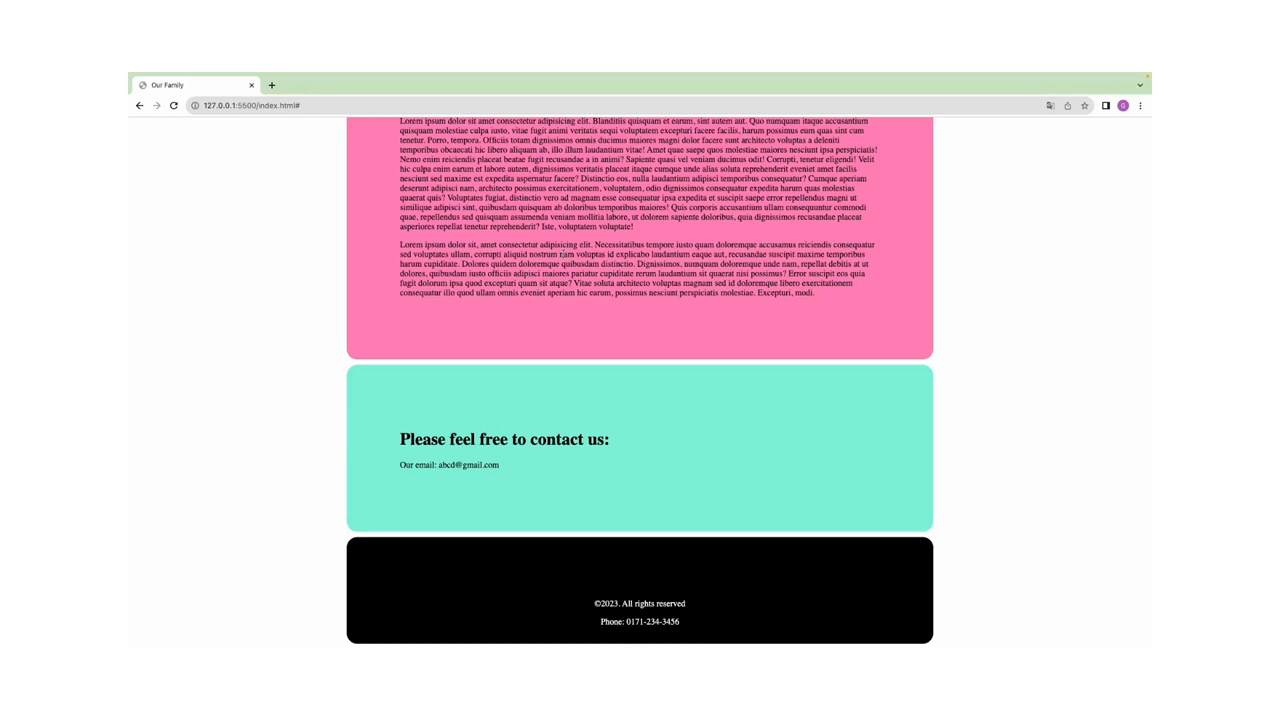 Our Family
127.0.0.1:5500/index.html#
G
Lorem ipsum dolor sit amet consectetur adipisicing elit. Blanditiis quisquam et earum, sint autem aut. Quo numquam itaque accusantium
quisquam molestiae culpa iusto, vitae fugit animi veritatis sequi voluptatem excepturi facere facilis, harum possimus eum quas sint cum
tenetur. Porro, tempora. Officiis totam dignissimos omnis ducimus maiores magni dolor facere sunt architecto voluptas a deleniti
temporibus obcaecati hic libero aliquam ab, illo illum laudantium vitae! Amet quae saepe quos molestiae maiores nesciunt ipsa perspiciatis!
Nemo enim reiciendis placeat beatae fugit recusandae a in animi? Sapiente quasi vel veniam ducimus odit! Corrupti, tenetur eligendi! Velit
hic culpa enim earum et labore autem, dignissimos veritatis placeat itaque cumque unde alias reprehenderit eveniet amet facilis
nesciunt sed maxime est expedita aspernatur facere? Distinctio eos, nulla laudantium adipisci temporibus consequatur? Cumque aperiam
deserunt adipisci nam, architecto possimus exercitationem, voluptatem, odio dignissimos consequatur expedita harum quas molestias
quaerat quis? Voluptates fugiat, distinctio vero ad magnam esse consequatur ipsa expedita et suscipit saepe error repellendus magni ut
similique adipisci sint, quibusdam quisquam ab doloribus temporibus maiores! Quis corporis accusantium ullam consequuntur commodi
quae, repellendus sed quisquam assumenda veniam mollitia labore, ut dolorem sapiente doloribus, quia dignissimos recusandae placeat
asperiores repellat tenetur reprehenderit? Iste, voluptatem voluptate!
Lorem ipsum dolor sit, amet consectetur adipisicing elit. Necessitatibus tempore iusto quam doloremque accusamus reiciendis consequatur
sed voluptates ullam, corrupti aliquid nostrum nam voluptas id explicabo laudantium eaque aut, recusandae suscipit maxime temporibus
harum cupiditate. Dolores quidem doloremque quibusdam distinctio. Dignissimos, numquam doloremque unde nam, repellat debitis at ut
dolores, quibusdam iusto officiis adipisci maiores pariatur cupiditate rerum laudantium sit quaerat nisi possimus? Error suscipit eos quia
fugit dolorum ipsa quod excepturi quam sit atque? Vitae soluta architecto voluptas magnam sed id doloremque libero exercitationem
consequatur illo quod ullam omnis eveniet aperiam hic earum, possimus nesciunt perspiciatis molestiae. Excepturi, modi.
Please feel free to contact us:
Our email: abcd@gmail.com
©2023. All rights reserved
Phone: 0171-234-3456